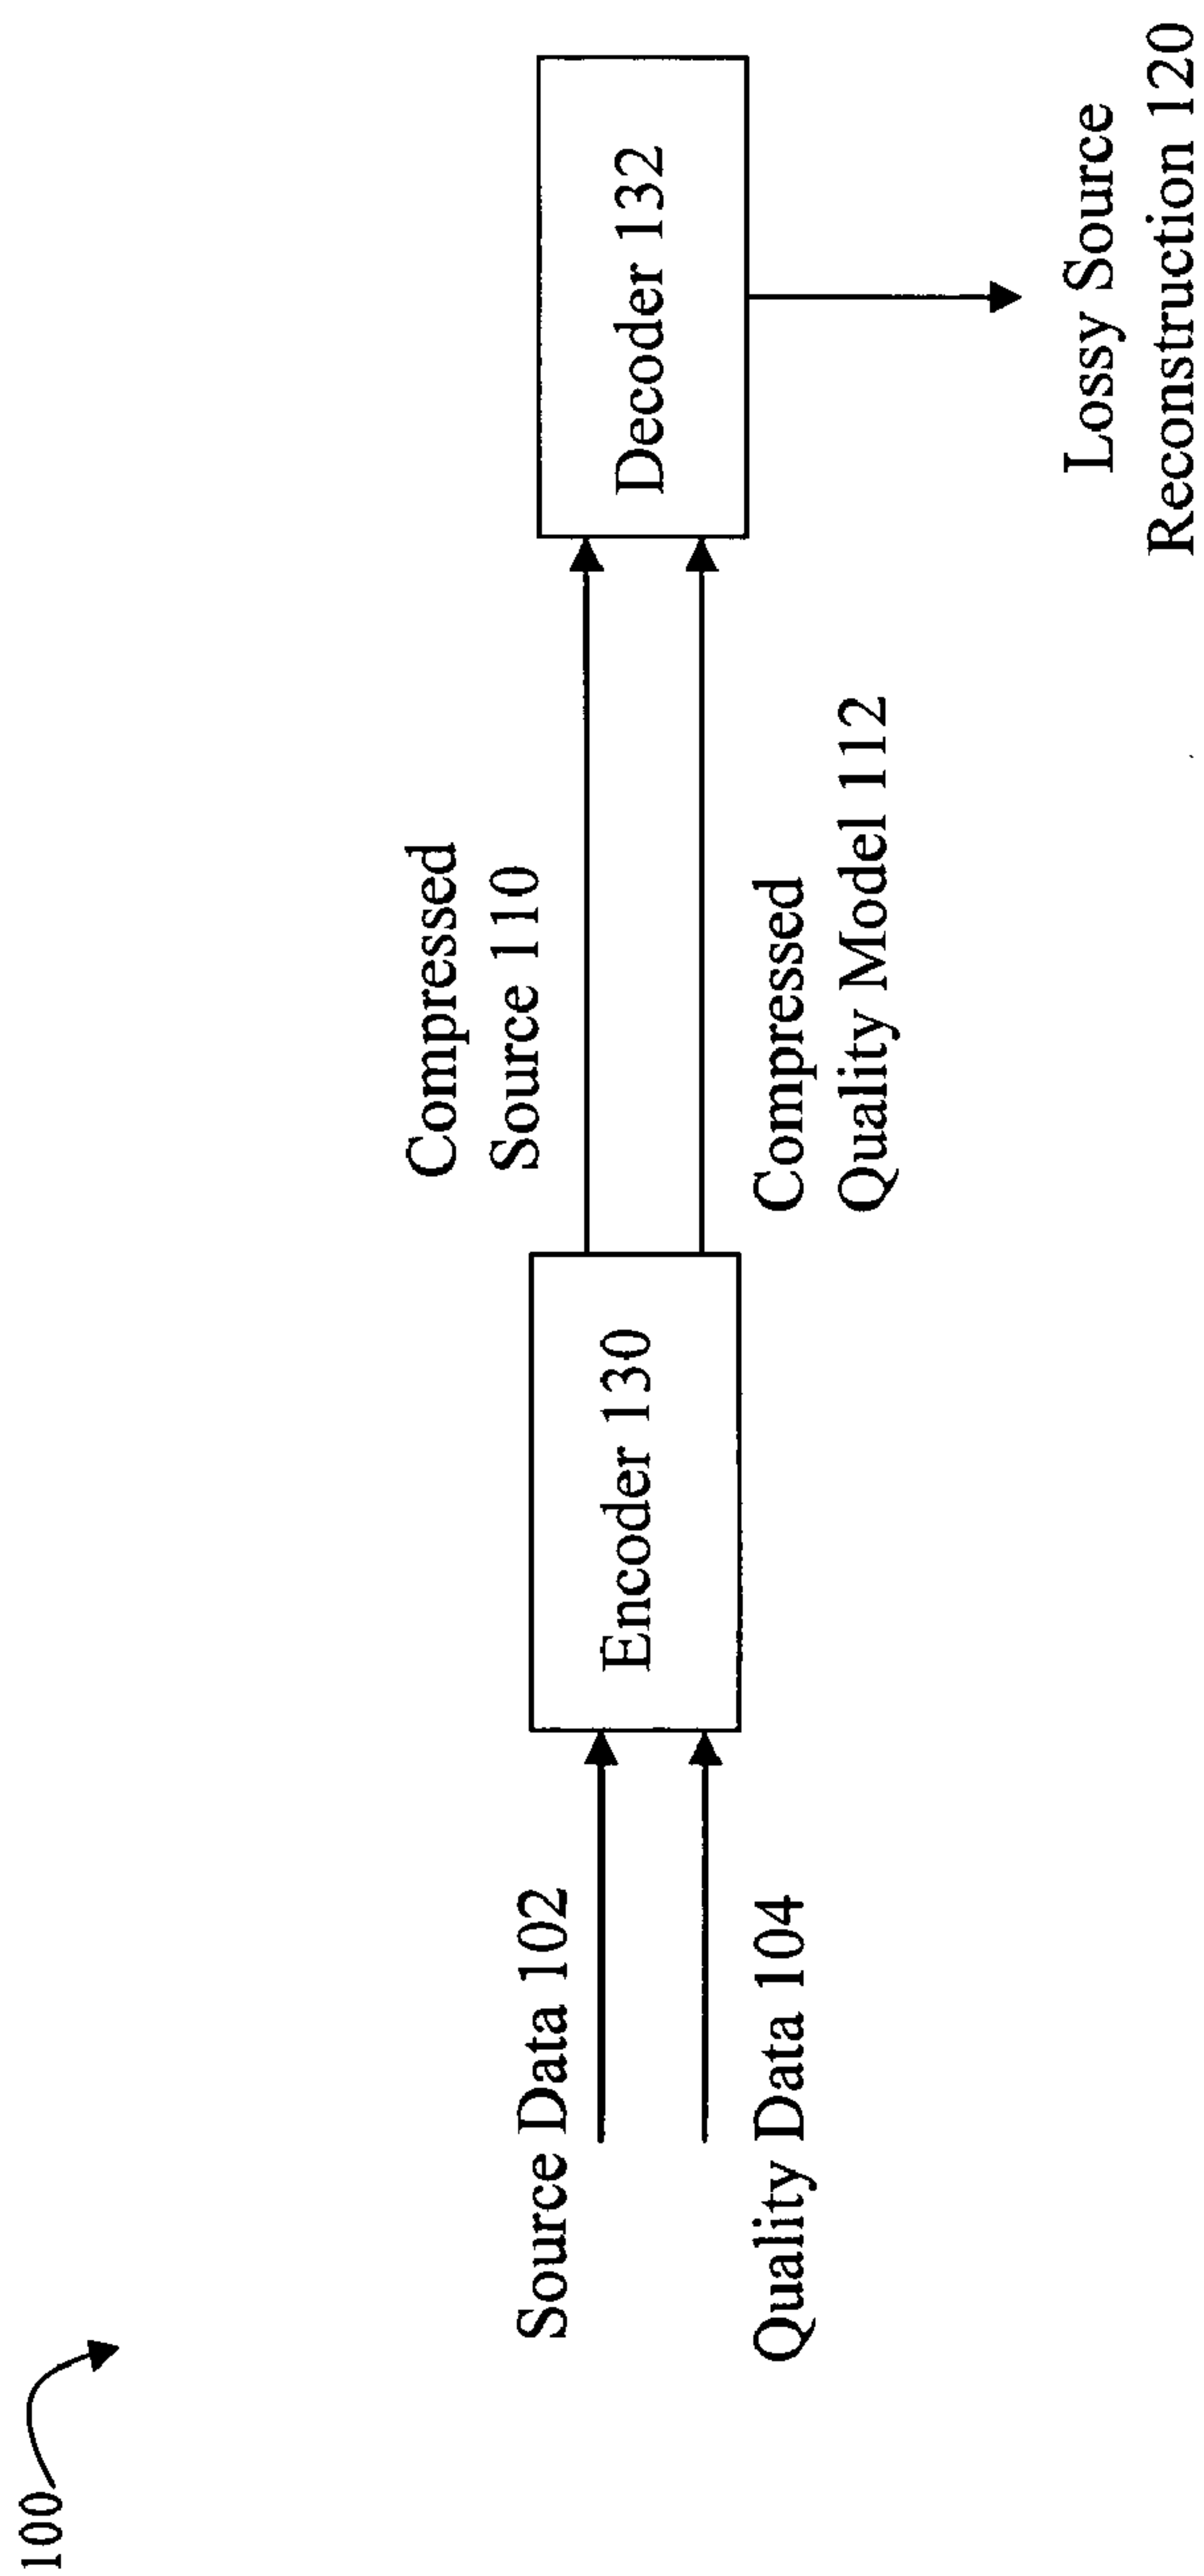 100
Source Data 102
Quality Data 104
Encoder 130
Compressed
Source 110
Compressed
Quality Model 112
Decoder 132
Lossy Source
Reconstruction 120